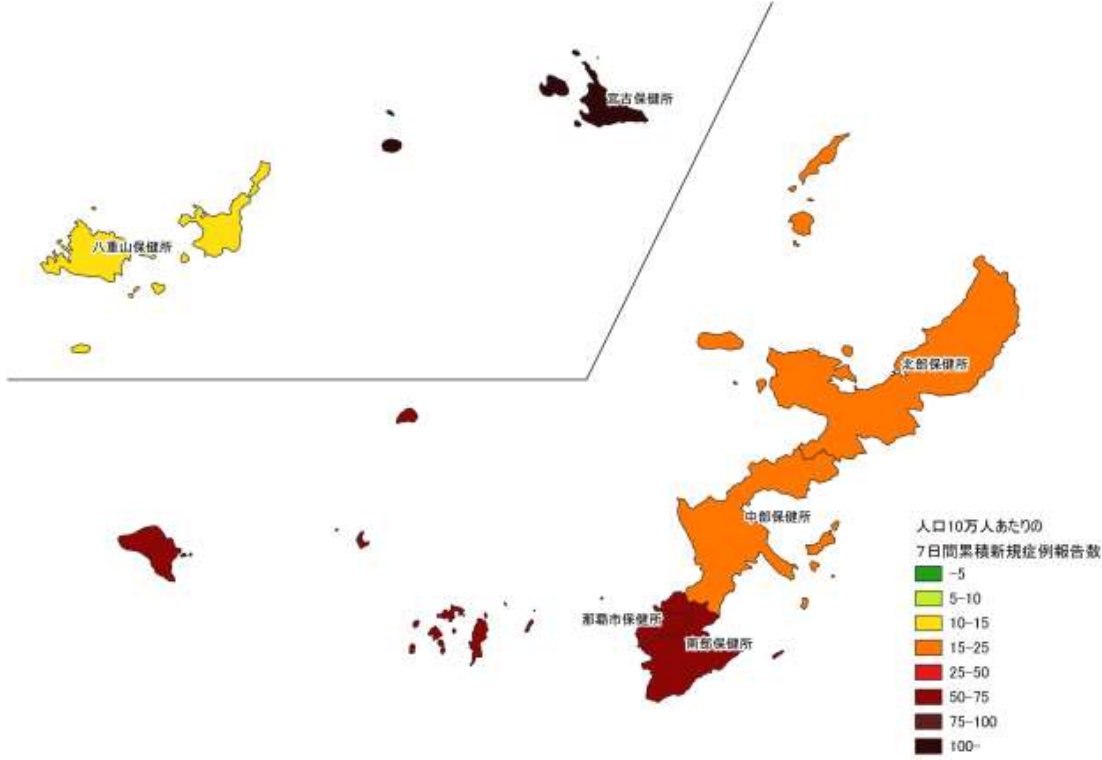 宮古保健所
八重山保健所
北部保健所
中部保健所
那覇市保健所
南部保健所
人口10万人あたりの
7日間累積新規症例報告数
-5
5-10
10-15
15-25
25-50
50-75
75-100
100-